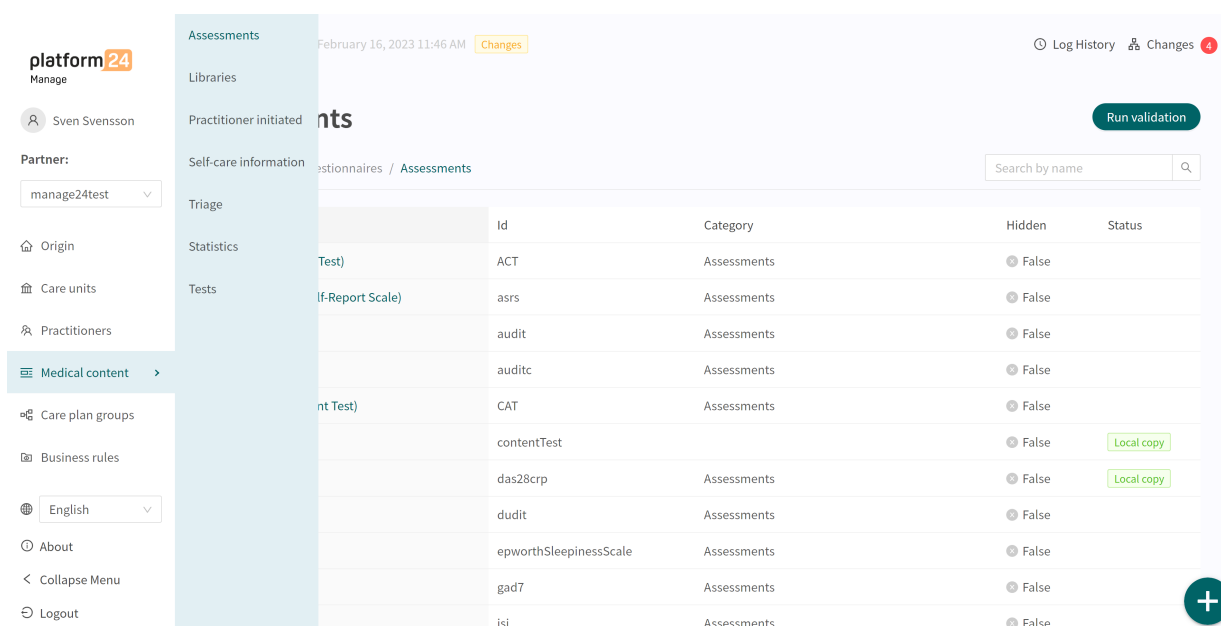 platform24
Manage
Sven Svensson
Partner:
manage24test
Origin
Care units
Practitioners
Medical content
Care plan groups
Business rules
English
About
Collapse Menu
Logout
Assessments
Libraries
Practitioner initiated
Self-care information
Triage
Statistics
Tests
February 16, 2023 11:46 AM Changes
Log History Changes 4
nts
Run validation
estionnaires / Assessments
Search by name
Id Category Hidden Status
Test) ACT Assessments False
lf-Report Scale) asrs Assessments False
audit Assessments False
auditc Assessments False
nt Test) CAT Assessments False
contentTest False Local copy
das28crp Assessments False Local copy
dudit Assessments False
epworthSleepinessScale Assessments False
gad7 Assessments False
isi Assessments False